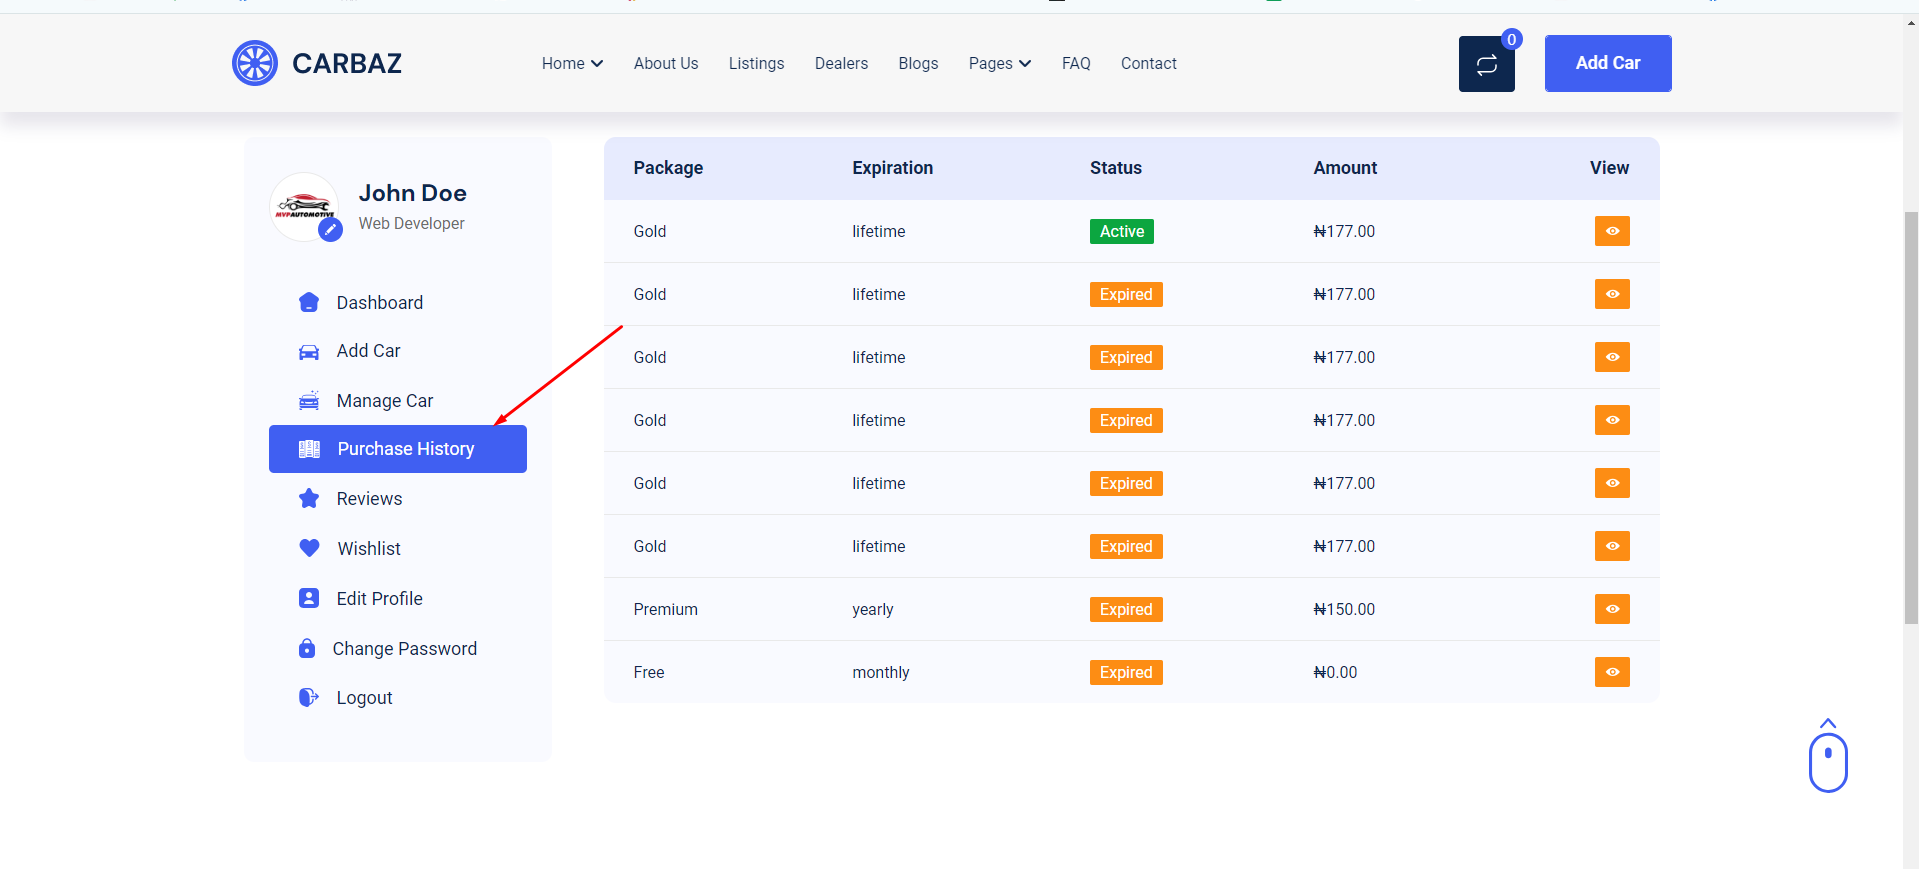 CARBAZ
Home About Us Listings Dealers Blogs Pages FAQ Contact
0
Add Car
MVPAUTOMOTIVE
John Doe
Web Developer
Dashboard
Add Car
Manage Car
Purchase History
Reviews
Wishlist
Edit Profile
Change Password
Logout
Package Expiration Status Amount View
Gold lifetime Active ₦177.00
Gold lifetime Expired ₦177.00
Gold lifetime Expired ₦177.00
Gold lifetime Expired ₦177.00
Gold lifetime Expired ₦177.00
Gold lifetime Expired ₦177.00
Premium yearly Expired ₦150.00
Free monthly Expired ₦0.00